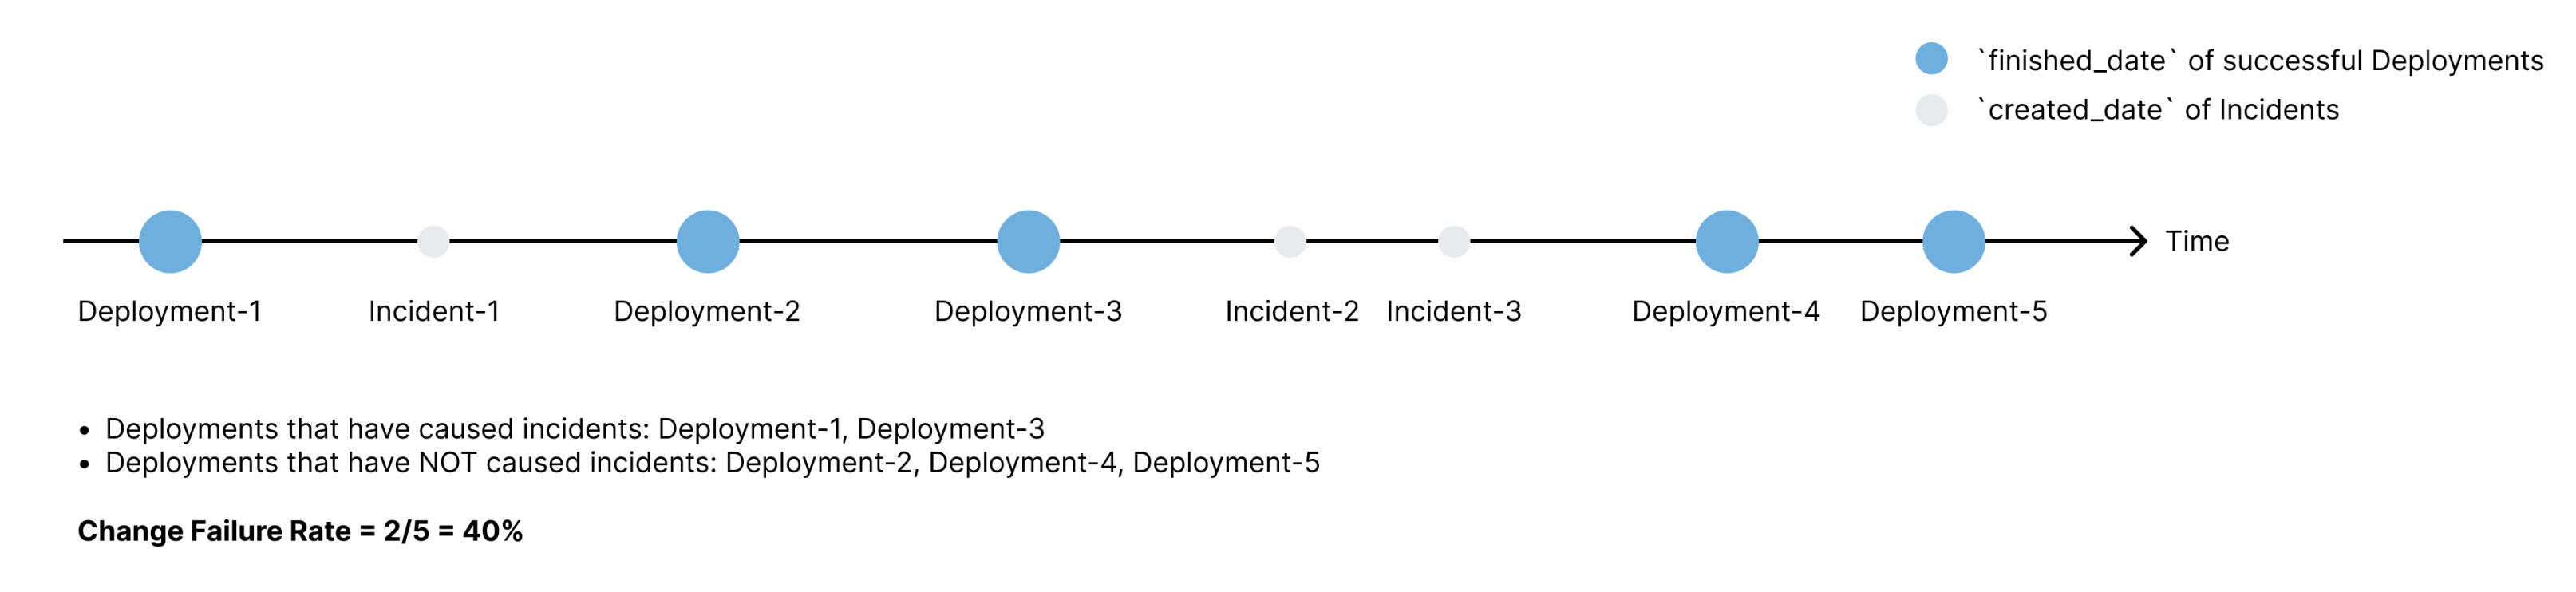 `finished_date` of successful Deployments
`created_date` of Incidents
Time
Deployment-1 Incident-1 Deployment-2 Deployment-3 Incident-2 Incident-3 Deployment-4 Deployment-5
• Deployments that have caused incidents: Deployment-1, Deployment-3
• Deployments that have NOT caused incidents: Deployment-2, Deployment-4, Deployment-5
Change Failure Rate = 2/5 = 40%